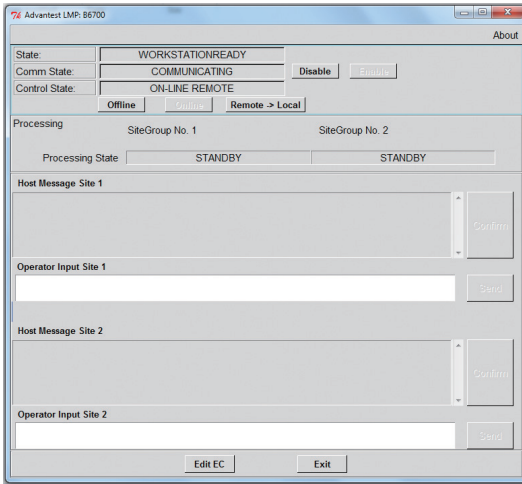 Advantest LMP: B6700
About
State: WORKSTATIONREADY
Comm State: COMMUNICATING Disable Enable
Control State: ON-LINE REMOTE
Offline Online Remote -> Local
Processing SiteGroup No. 1 SiteGroup No. 2
Processing State STANDBY STANDBY
Host Message Site 1
Confirm
Operator Input Site 1
Send
Host Message Site 2
Confirm
Operator Input Site 2
Send
Edit EC Exit